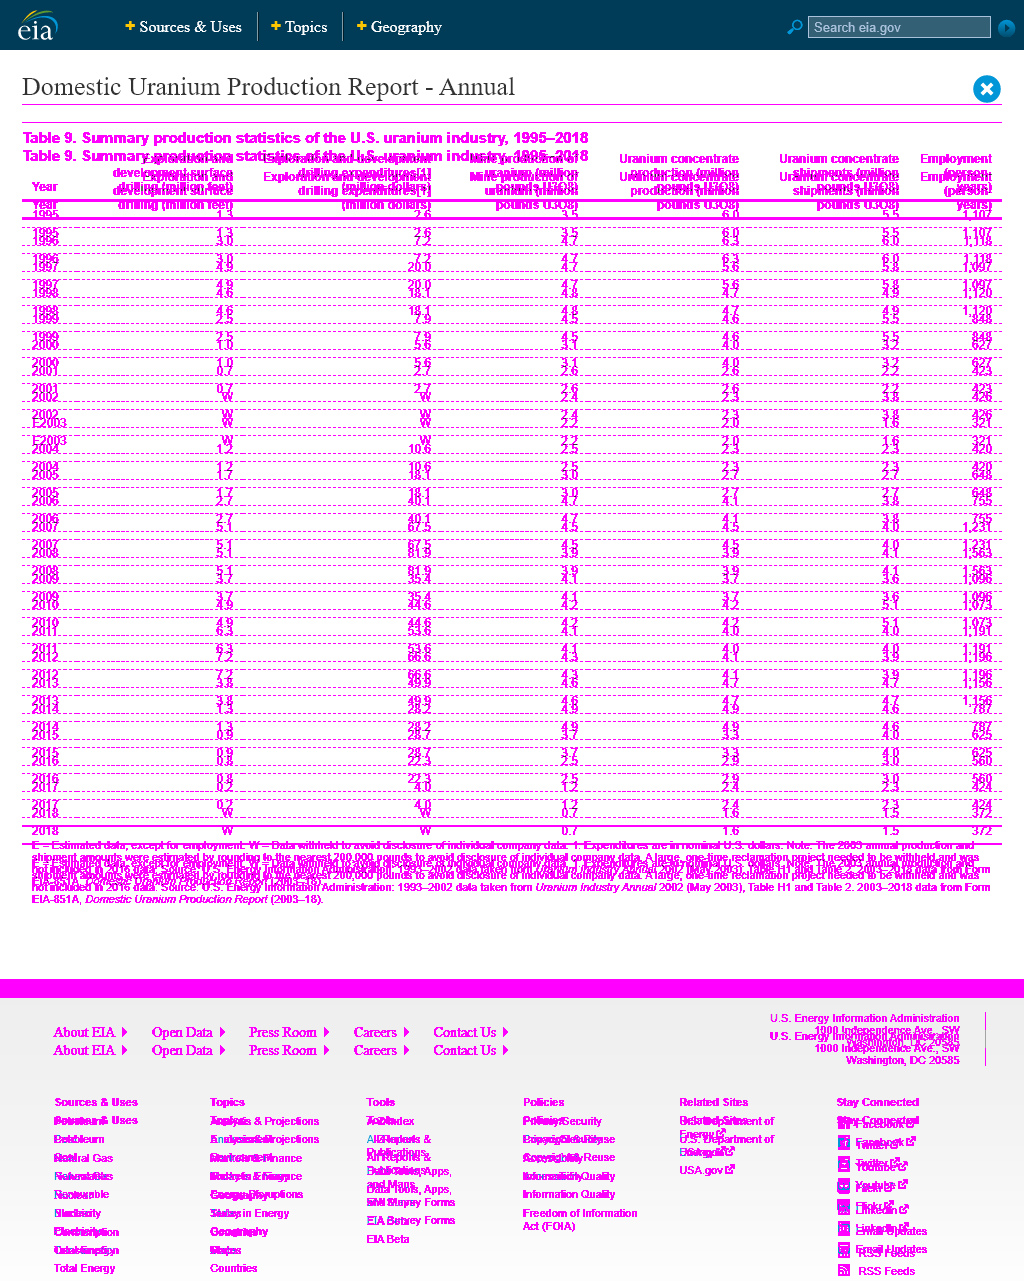 eia
Sources & Uses
Topics
Geography
Search eia.gov
Domestic Uranium Production Report - Annual
Table 9. Summary production statistics of the U.S. uranium industry, 1995–2018
Year Exploration and development surface drilling (million feet) Exploration and development drilling expenditures[1] (million dollars) Mine production of uranium (million pounds U3O8) Uranium concentrate production (million pounds U3O8) Uranium concentrate shipments (million pounds U3O8) Employment (person-years)
1995 1.3 2.6 3.5 6.0 5.5 1,107
1996 3.0 7.2 4.7 6.3 6.0 1,118
1997 4.9 20.0 4.7 5.6 5.8 1,097
1998 4.6 18.1 4.8 4.7 4.9 1,120
1999 2.5 7.9 4.5 4.6 5.5 848
2000 1.0 5.6 3.1 4.0 3.2 627
2001 0.7 2.7 2.6 2.6 2.2 423
2002 W W 2.4 2.3 3.8 426
E2003 W W 2.2 2.0 1.6 321
2004 1.2 10.6 2.5 2.3 2.3 420
2005 1.7 18.1 3.0 2.7 2.7 648
2006 2.7 40.1 4.7 4.1 3.8 755
2007 5.1 67.5 4.5 4.5 4.0 1,231
2008 5.1 81.9 3.9 3.9 4.1 1,563
2009 3.7 35.4 4.1 3.7 3.6 1,096
2010 4.9 44.6 4.2 4.2 5.1 1,073
2011 6.3 53.6 4.1 4.0 4.0 1,191
2012 7.2 66.6 4.3 4.1 3.9 1,196
2013 3.8 49.9 4.6 4.7 4.7 1,156
2014 1.3 28.2 4.9 4.9 4.6 787
2015 0.9 28.7 3.7 3.3 4.0 625
2016 0.8 22.3 2.5 2.9 3.0 560
2017 0.2 4.0 1.2 2.4 2.3 424
2018 W W 0.7 1.6 1.5 372
E = Estimated data, except for employment. W = Data withheld to avoid disclosure of individual company data. 1 Expenditures are in nominal U.S. dollars. Note: The 2003 annual production and
shipment amounts were estimated by rounding to the nearest 200,000 pounds to avoid disclosure of individual company data. A large, one-time reclamation project needed to be withheld and was
not included in 2016 data. Source: U.S. Energy Information Administration: 1993–2002 data taken from Uranium Industry Annual 2002 (May 2003), Table H1 and Table 2. 2003–2018 data from Form
EIA-851A, Domestic Uranium Production Report (2003–18).
About EIA Open Data Press Room Careers Contact Us
U.S. Energy Information Administration
1000 Independence Ave., SW
Washington, DC 20585
Sources & Uses
Petroleum
Coal
Natural Gas
Renewable
Nuclear
Electricity
Consumption
Total Energy
Topics
Analysis & Projections
Environment
Markets & Finance
Today in Energy
Energy Disruptions
Geography
States
Maps
Countries
Tools
A-Z Index
All Reports &
Publications
Data Tools, Apps,
and Maps
EIA Survey Forms
EIA Beta
Policies
Privacy/Security
Copyright & Reuse
Accessibility
Information Quality
Freedom of Information
Act (FOIA)
Related Sites
U.S. Department of
Energy
USA.gov
Stay Connected
Facebook
Twitter
Youtube
Flickr
LinkedIn
Email Updates
RSS Feeds